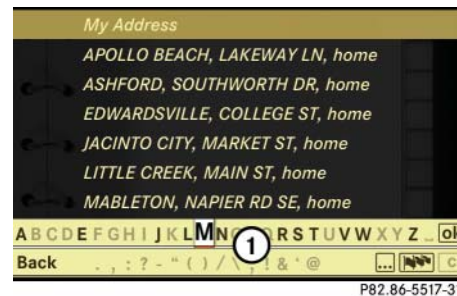 My Address
APOLLO BEACH, LAKEWAY LN, home
ASHFORD, SOUTHWORTH DR, home
EDWARDSVILLE, COLLEGE ST, home
JACINTO CITY, MARKET ST, home
LITTLE CREEK, MAIN ST, home
MABLETON, NAPIER RD SE, home
A B C D E F G H I J K L M N 1 Q R S T U V W X Y Z _ ok
Back . , : ? - " ( ) / \ ; ! & ' @ ... c
P82.86-5517-31